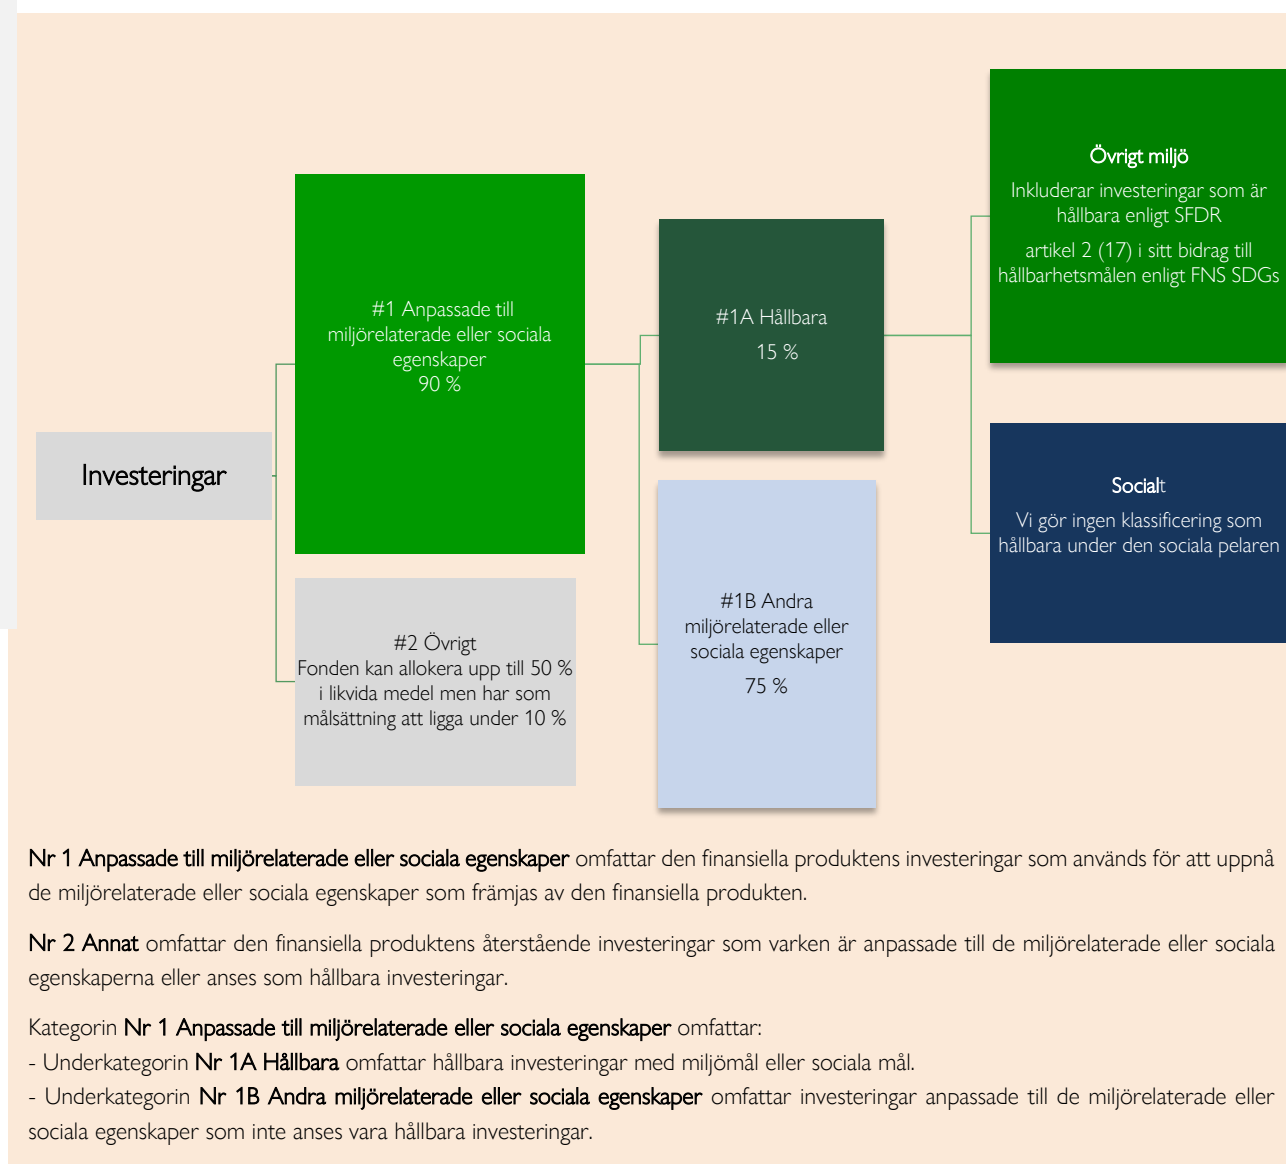 Investeringar
#1 Anpassade till
miljörelaterade eller sociala
egenskaper
90 %
#2 Övrigt
Fonden kan allokera upp till 50 %
i likvida medel men har som
målsättning att ligga under 10 %
#1A Hållbara
15 %
#1B Andra
miljörelaterade eller
sociala egenskaper
75 %
Övrigt miljö
Inkluderar investeringar som är
hållbara enligt SFDR
artikel 2 (17) i sitt bidrag till
hållbarhetsmålen enligt FNS SDGs
Socialt
Vi gör ingen klassificering som
hållbara under den sociala pelaren
Nr 1 Anpassade till miljörelaterade eller sociala egenskaper omfattar den finansiella produktens investeringar som används för att uppnå
de miljörelaterade eller sociala egenskaper som främjas av den finansiella produkten.
Nr 2 Annat omfattar den finansiella produktens återstående investeringar som varken är anpassade till de miljörelaterade eller sociala
egenskaperna eller anses som hållbara investeringar.
Kategorin Nr 1 Anpassade till miljörelaterade eller sociala egenskaper omfattar:
- Underkategorin Nr 1A Hållbara omfattar hållbara investeringar med miljömål eller sociala mål.
- Underkategorin Nr 1B Andra miljörelaterade eller sociala egenskaper omfattar investeringar anpassade till de miljörelaterade eller
sociala egenskaper som inte anses vara hållbara investeringar.